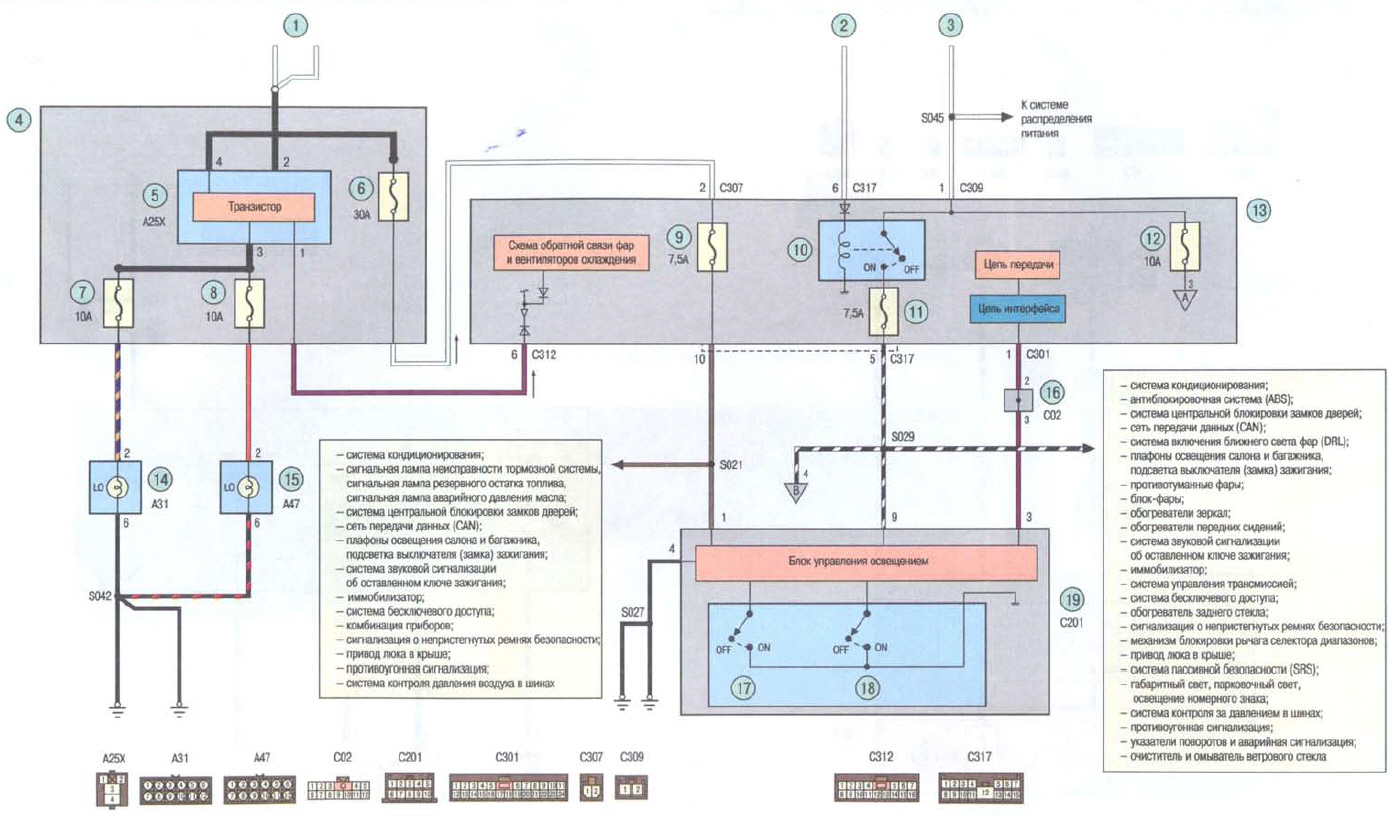 1
2
3
4
S045
К системе
распределения
питания
4
2
5
A25X
Транзистор
6
30А
3
1
7
10А
8
10А
2
C307
6
C317
1
C309
13
Схема обратной связи фар
и вентиляторов охлаждения
9
7,5А
10
ON
OFF
11
7,5А
12
10А
3
A
Цепь передачи
Цепь интерфейса
6
C312
10
5
C317
1
C301
2
16
C02
3
S029
4
B
S021
2
LO
14
A31
6
2
LO
15
A47
6
S042
– система кондиционирования;
– сигнальная лампа неисправности тормозной системы,
сигнальная лампа резервного остатка топлива,
сигнальная лампа аварийного давления масла;
– система центральной блокировки замков дверей;
– сеть передачи данных (CAN);
– плафоны освещения салона и багажника,
подсветка выключателя (замка) зажигания;
– система звуковой сигнализации
об оставленном ключе зажигания;
– иммобилизатор;
– система бесключевого доступа;
– комбинация приборов;
– сигнализация о непристегнутых ремнях безопасности;
– привод люка в крыше;
– противоугонная сигнализация;
– система контроля давления воздуха в шинах
1
9
3
4
S027
Блок управления освещением
OFF
ON
OFF
ON
17
18
19
C201
– система кондиционирования;
– антиблокировочная система (ABS);
– система центральной блокировки замков дверей;
– сеть передачи данных (CAN);
– система включения ближнего света фар (DRL);
– плафоны освещения салона и багажника,
подсветка выключателя (замка) зажигания;
– противотуманные фары;
– блок-фары;
– обогреватели зеркал;
– обогреватели передних сидений;
– система звуковой сигнализации
об оставленном ключе зажигания;
– иммобилизатор;
– система управления трансмиссией;
– система бесключевого доступа;
– обогреватель заднего стекла;
– сигнализация о непристегнутых ремнях безопасности;
– механизм блокировки рычага селектора диапазонов;
– привод люка в крыше;
– система пассивной безопасности (SRS);
– габаритный свет, парковочный свет,
освещение номерного знака;
– система контроля за давлением в шинах;
– противоугонная сигнализация;
– указатели поворотов и аварийная сигнализация;
– очиститель и омыватель ветрового стекла
A25X
A31
A47
C02
C201
C301
C307
C309
C312
C317